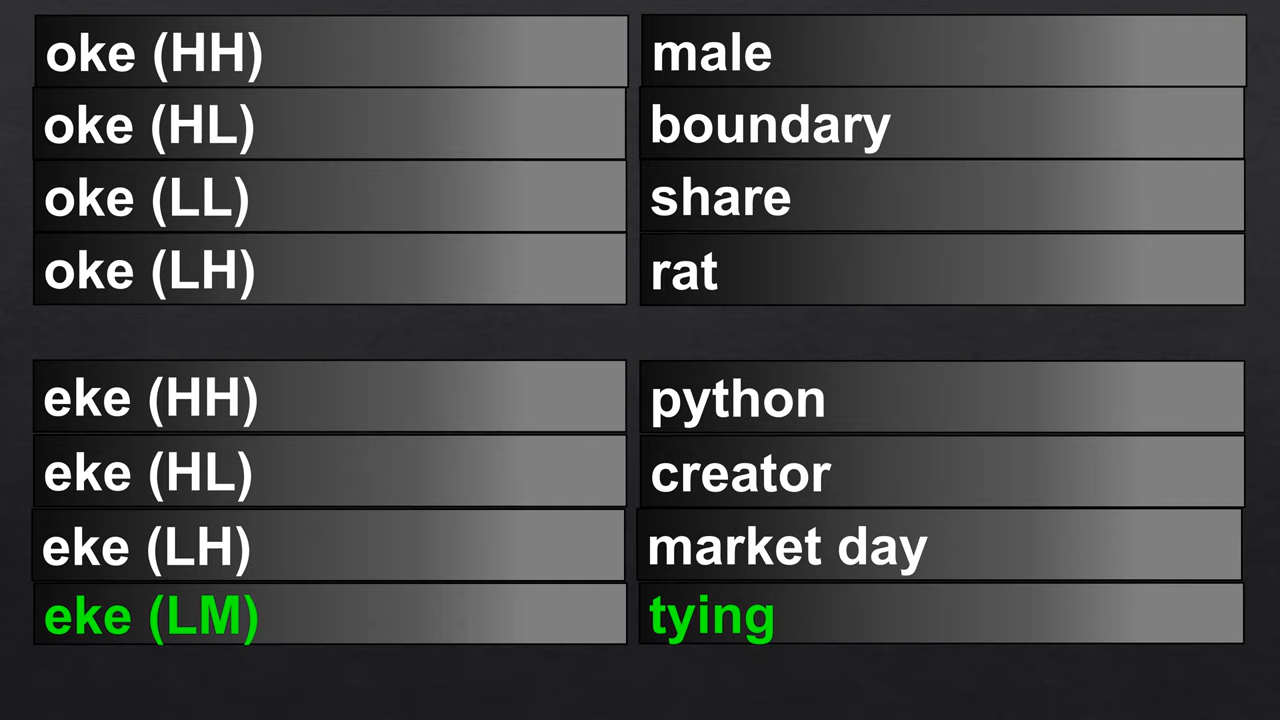 oke (HH) male
oke (HL) boundary
oke (LL) share
oke (LH) rat
eke (HH) python
eke (HL) creator
eke (LH) market day
eke (LM) tying